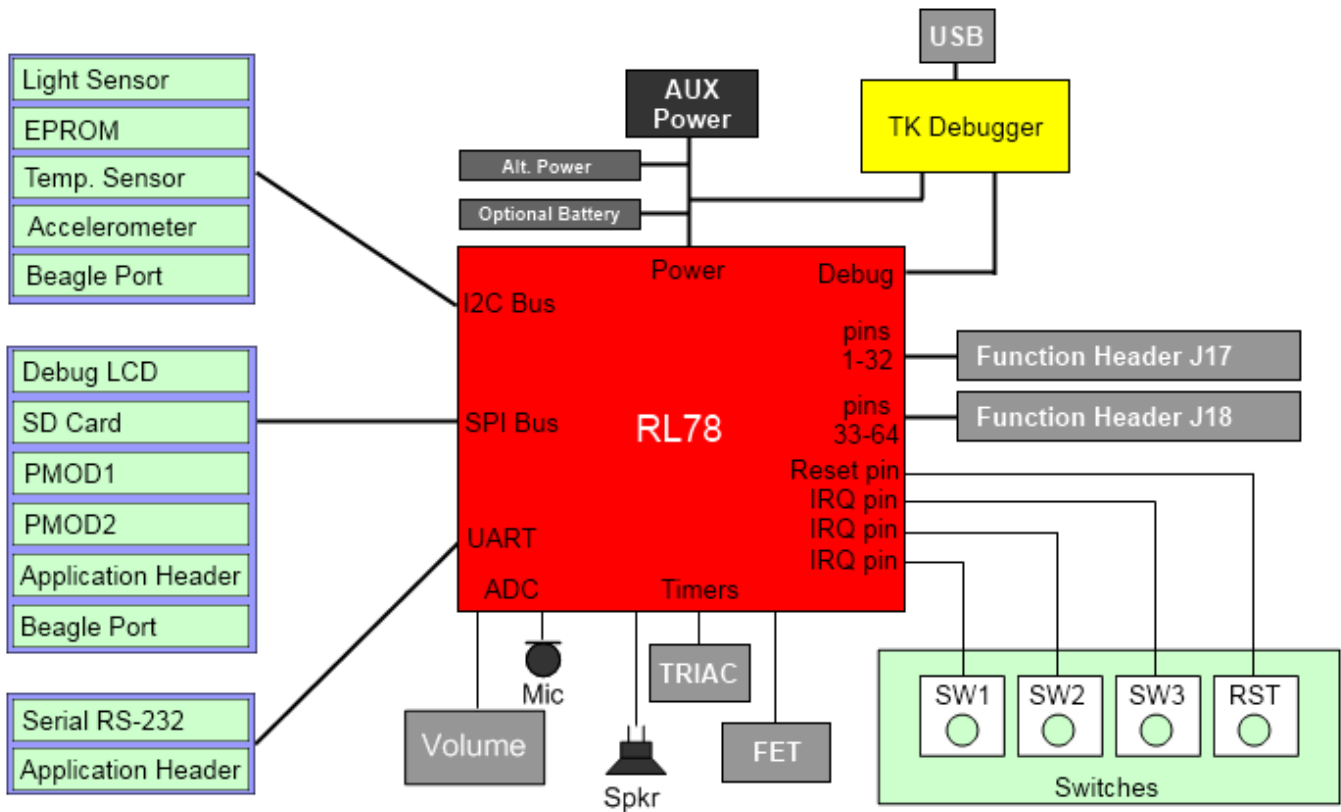 USB
TK Debugger
AUX
Power
Alt. Power
Optional Battery
Light Sensor
EPROM
Temp. Sensor
Accelerometer
Beagle Port
Debug LCD
SD Card
PMOD1
PMOD2
Application Header
Beagle Port
Serial RS-232
Application Header
Power
Debug
I2C Bus
pins
1-32
SPI Bus
RL78
pins
33-64
Reset pin
IRQ pin
IRQ pin
IRQ pin
UART
ADC
Timers
Function Header J17
Function Header J18
Volume
Mic
Spkr
TRIAC
FET
SW1
SW2
SW3
RST
Switches